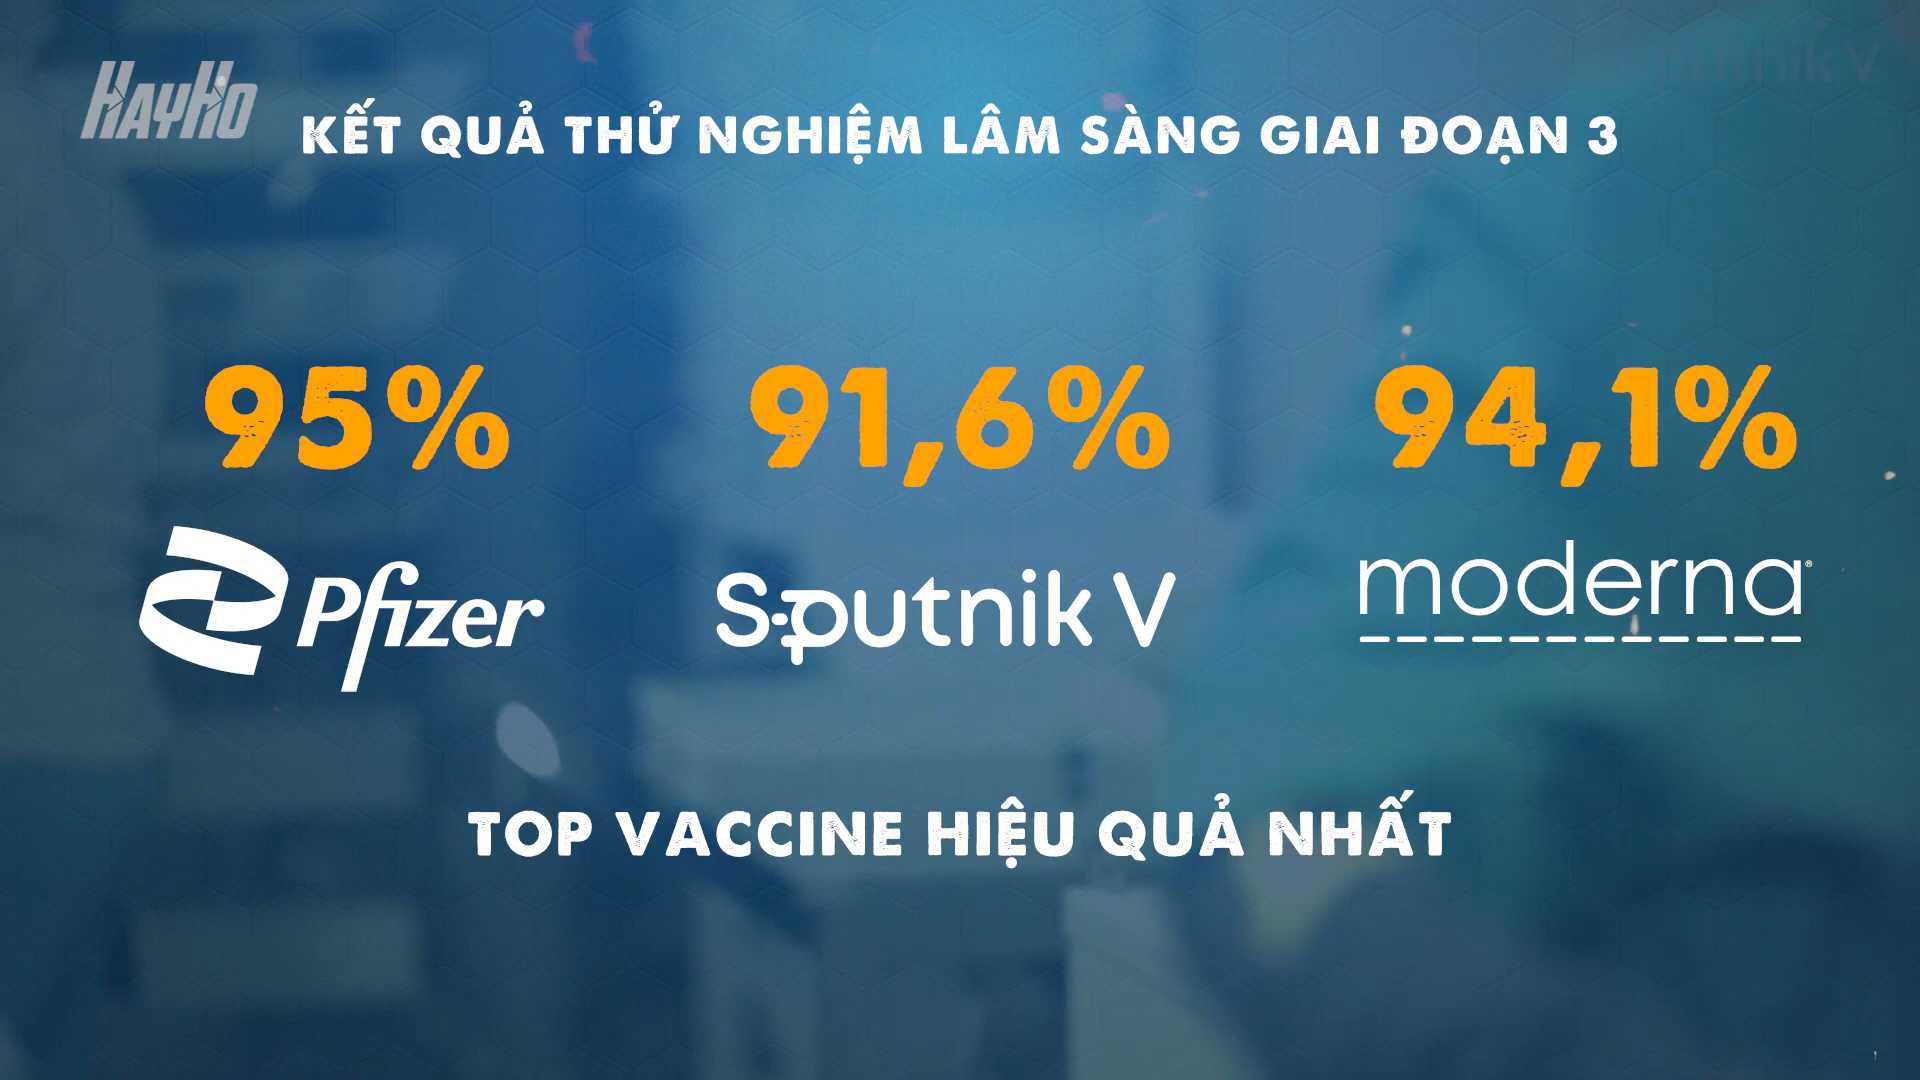 HAYHO
KẾT QUẢ THỬ NGHIỆM LÂM SÀNG GIAI ĐOẠN 3
95% 91,6% 94,1%
Pfizer Sputnik V moderna®
TOP VACCINE HIỆU QUẢ NHẤT